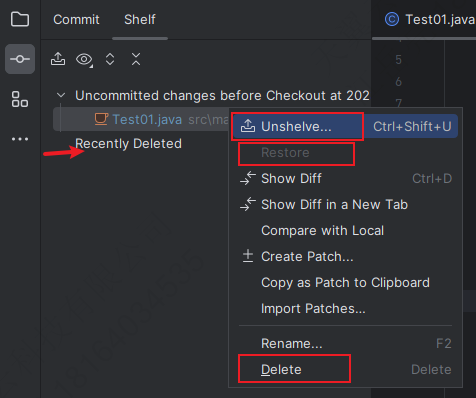 Commit Shelf
Test01.java
5
6
7
Uncommitted changes before Checkout at 202
Test01.java src\ma
Recently Deleted
Unshelve... Ctrl+Shift+U
Restore
Show Diff Ctrl+D
Show Diff in a New Tab
Compare with Local
Create Patch...
Copy as Patch to Clipboard
Import Patches...
Rename... F2
Delete Delete